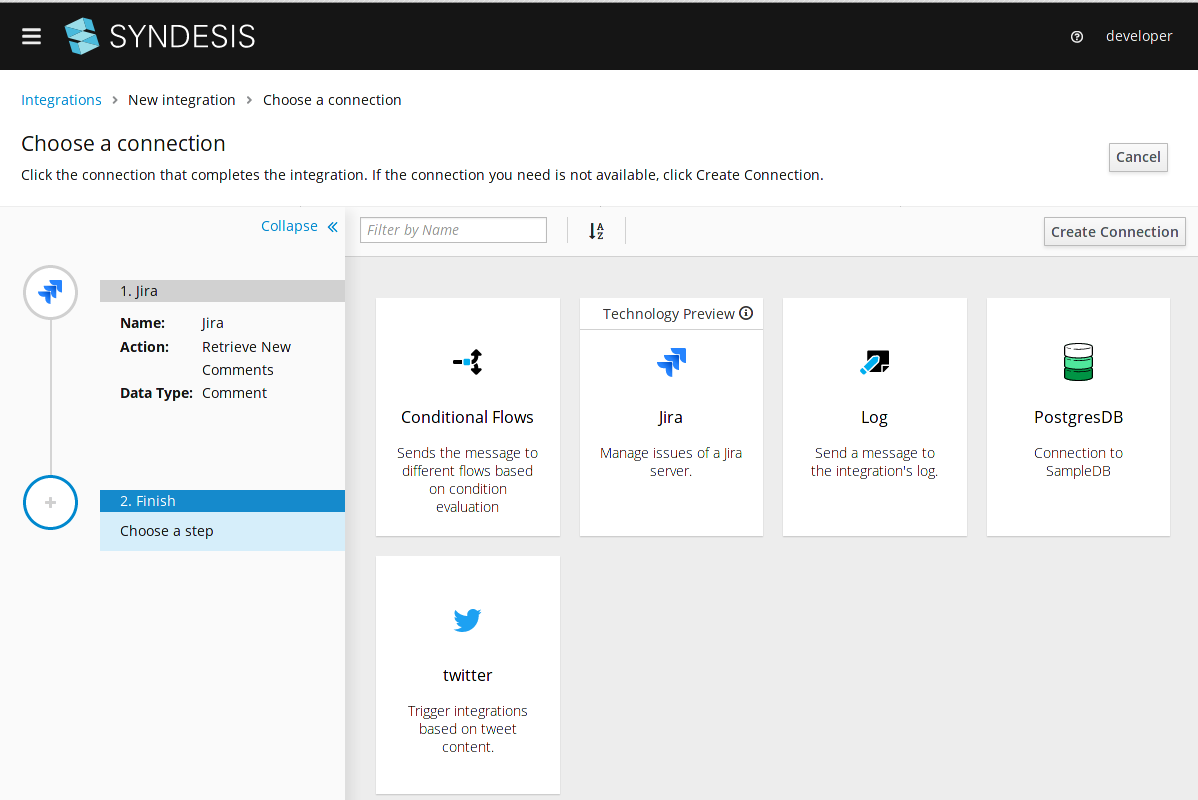 SYNDESIS
developer
Integrations > New integration > Choose a connection
Choose a connection
Cancel
Click the connection that completes the integration. If the connection you need is not available, click Create Connection.
Collapse «
1. Jira
Name: Jira
Action: Retrieve New
Comments
Data Type: Comment
2. Finish
Choose a step
Filter by Name
A
Z
Create Connection
Conditional Flows
Sends the message to
different flows based
on condition
evaluation
Technology Preview
Jira
Manage issues of a Jira
server.
Log
Send a message to
the integration's log.
PostgresDB
Connection to
SampleDB
twitter
Trigger integrations
based on tweet
content.